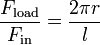 F_load / F_in = 2πr / l